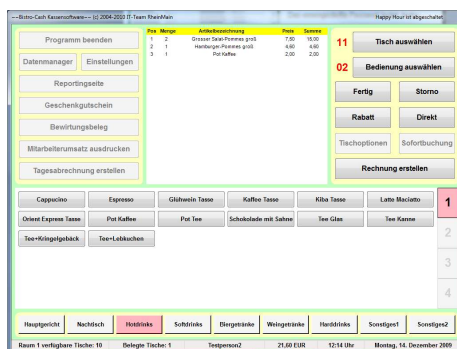 ~~Bistro-Cash Kassensoftware~~ (c) 2004-2010 IT-Team RheinMain
Happy Hour ist abgeschaltet
Programm beenden
Datenmanager
Einstellungen
Reportingseite
Geschenkgutschein
Bewirtungsbeleg
Mitarbeiterumsatz ausdrucken
Tagesabrechnung erstellen
Pos Menge Artikelbezeichnung Preis Summe
1 2 Grosser Salat-Pommes groß 7,50 15,00
2 1 Hamburger-Pommes groß 4,60 4,60
3 1 Pot Kaffee 2,00 2,00
11 Tisch auswählen
02 Bedienung auswählen
Fertig Storno
Rabatt Direkt
Tischoptionen Sofortbuchung
Rechnung erstellen
Cappucino Espresso Glühwein Tasse Kaffee Tasse Kiba Tasse Latte Maciatto
Orient Express Tasse Pot Kaffee Pot Tee Schokolade mit Sahne Tee Glas Tee Kanne
Tee+Kringelgebäck Tee+Lebkuchen
1
2
3
4
Hauptgericht Nachtisch Hotdrinks Softdrinks Biergetränke Weingetränke Harddrinks Sonstiges1 Sonstiges2
Raum 1 verfügbare Tische: 10 Belegte Tische: 1 Testperson2 21,60 EUR 12:14 Uhr Montag, 14. Dezember 2009